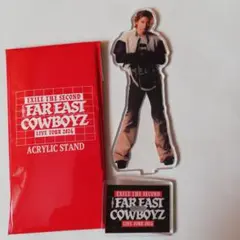 EXILE THE SECOND
FAR EAST
COWBOYZ
LIVE TOUR 2024
ACRYLIC STAND
EXILE THE SECOND
FAR EAST
COWBOYZ
LIVE TOUR 2024